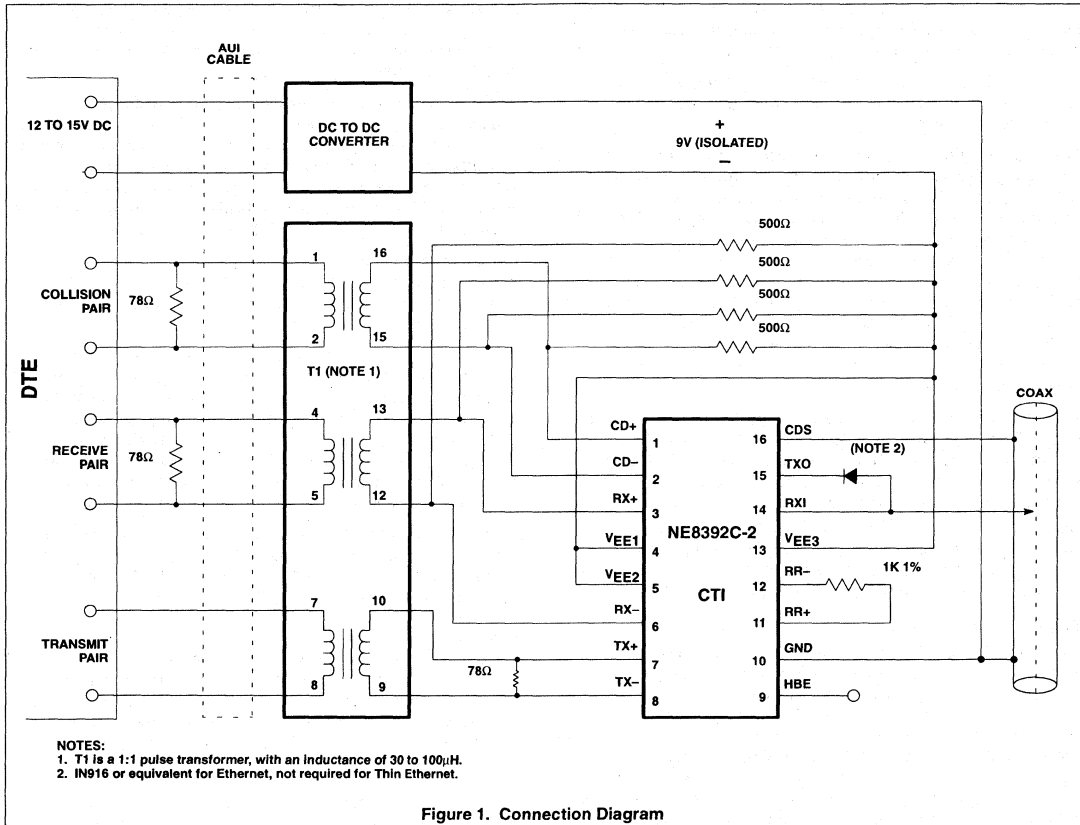 AUI
CABLE
12 TO 15V DC
DC TO DC
CONVERTER
+
9V (ISOLATED)
–
500Ω
500Ω
500Ω
500Ω
DTE
COLLISION
PAIR
78Ω
1
2
16
15
T1 (NOTE 1)
RECEIVE
PAIR
78Ω
4
5
13
12
TRANSMIT
PAIR
7
8
10
9
78Ω
CD+
CD–
RX+
VEE1
VEE2
RX–
TX+
TX–
1
2
3
4
5
6
7
8
NE8392C-2
CTI
16
15
14
13
12
11
10
9
CDS
TXO
RXI
VEE3
RR–
RR+
GND
HBE
(NOTE 2)
1K 1%
COAX
NOTES:
1. T1 is a 1:1 pulse transformer, with an inductance of 30 to 100μH.
2. IN916 or equivalent for Ethernet, not required for Thin Ethernet.
Figure 1. Connection Diagram